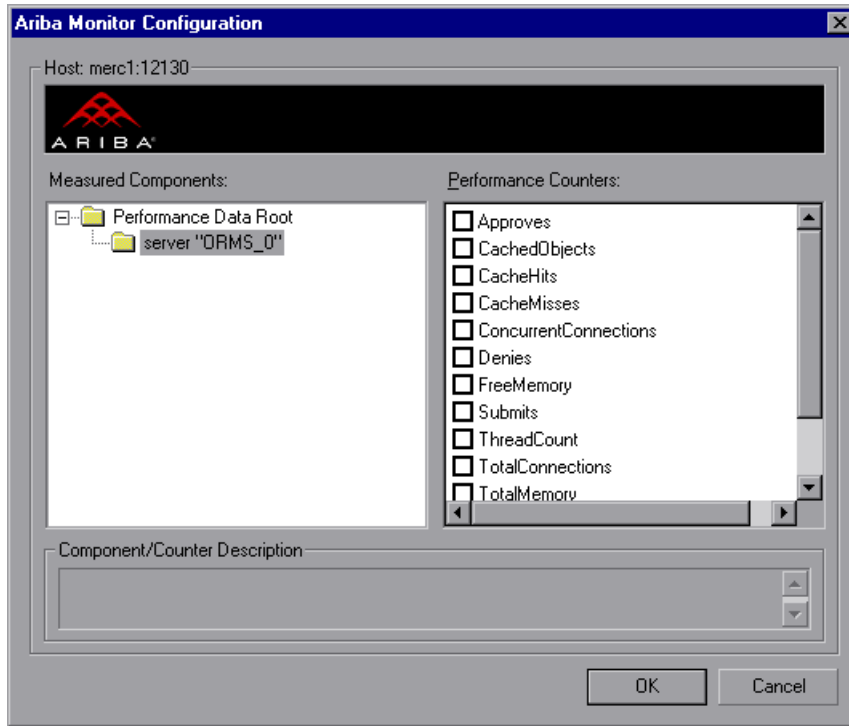 Ariba Monitor Configuration
Host: merc1:12130
ARIBA®
Measured Components:
Performance Counters:
Performance Data Root
server "ORMS_0"
Approves
CachedObjects
CacheHits
CacheMisses
ConcurrentConnections
Denies
FreeMemory
Submits
ThreadCount
TotalConnections
TotalMemory
Component/Counter Description
OK
Cancel